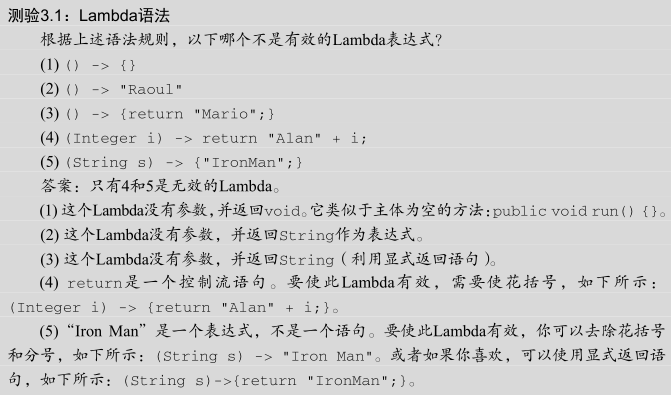 测验3.1：Lambda语法
根据上述语法规则，以下哪个不是有效的Lambda表达式？
(1) () -> {}
(2) () -> "Raoul"
(3) () -> {return "Mario";}
(4) (Integer i) -> return "Alan" + i;
(5) (String s) -> {"IronMan";}
答案：只有4和5是无效的Lambda。
(1) 这个Lambda没有参数，并返回void。它类似于主体为空的方法：public void run() {}。
(2) 这个Lambda没有参数，并返回String作为表达式。
(3) 这个Lambda没有参数，并返回String（利用显式返回语句）。
(4) return是一个控制流语句。要使此Lambda有效，需要使花括号，如下所示：
(Integer i) -> {return "Alan" + i;}。
(5)“Iron Man”是一个表达式，不是一个语句。要使此Lambda有效，你可以去除花括号
和分号，如下所示：(String s) -> "Iron Man"。或者如果你喜欢，可以使用显式返回语
句，如下所示：(String s)->{return "IronMan";}。